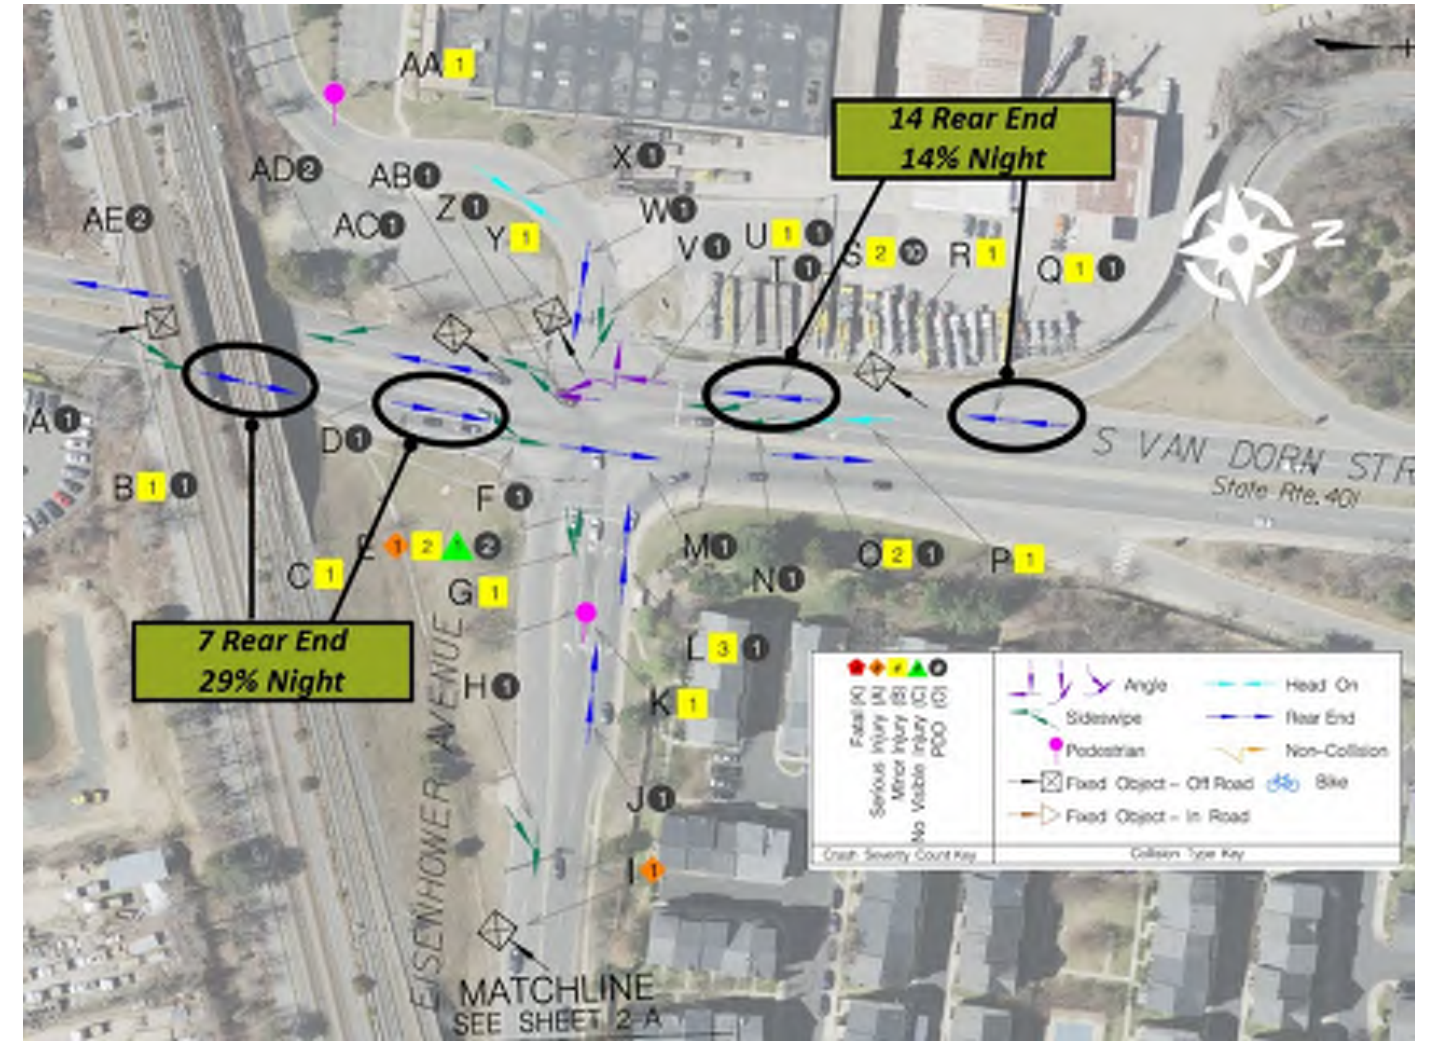 AA 1
14 Rear End
14% Night
X 1
AD 2
AB 1
AE 2
AC 1
Z 1
Y 1
W 1
V 1
U 1 1
T 1
S 2 10
R 1
Q 1 1
N
A 1
B 1 1
D 1
C 1
E 1 2 1 2
F 1
G 1
M 1
N 1
O 2 1
P 1
S VAN DORN STR
State Rte. 401
7 Rear End
29% Night
EISENHOWER AVENUE
H 1
L 3 1
K 1
J 1
I 1
MATCHLINE
SEE SHEET 2-A
Fatal (K)
Serious Injury (A)
Minor Injury (B)
No Visible Injury (C)
PDO (O)
Crash Severity Count Key
Angle
Head On
Sideswipe
Rear End
Pedestrian
Non-Collision
Fixed Object - Off Road
Bike
Fixed Object - In Road
Collision Type Key